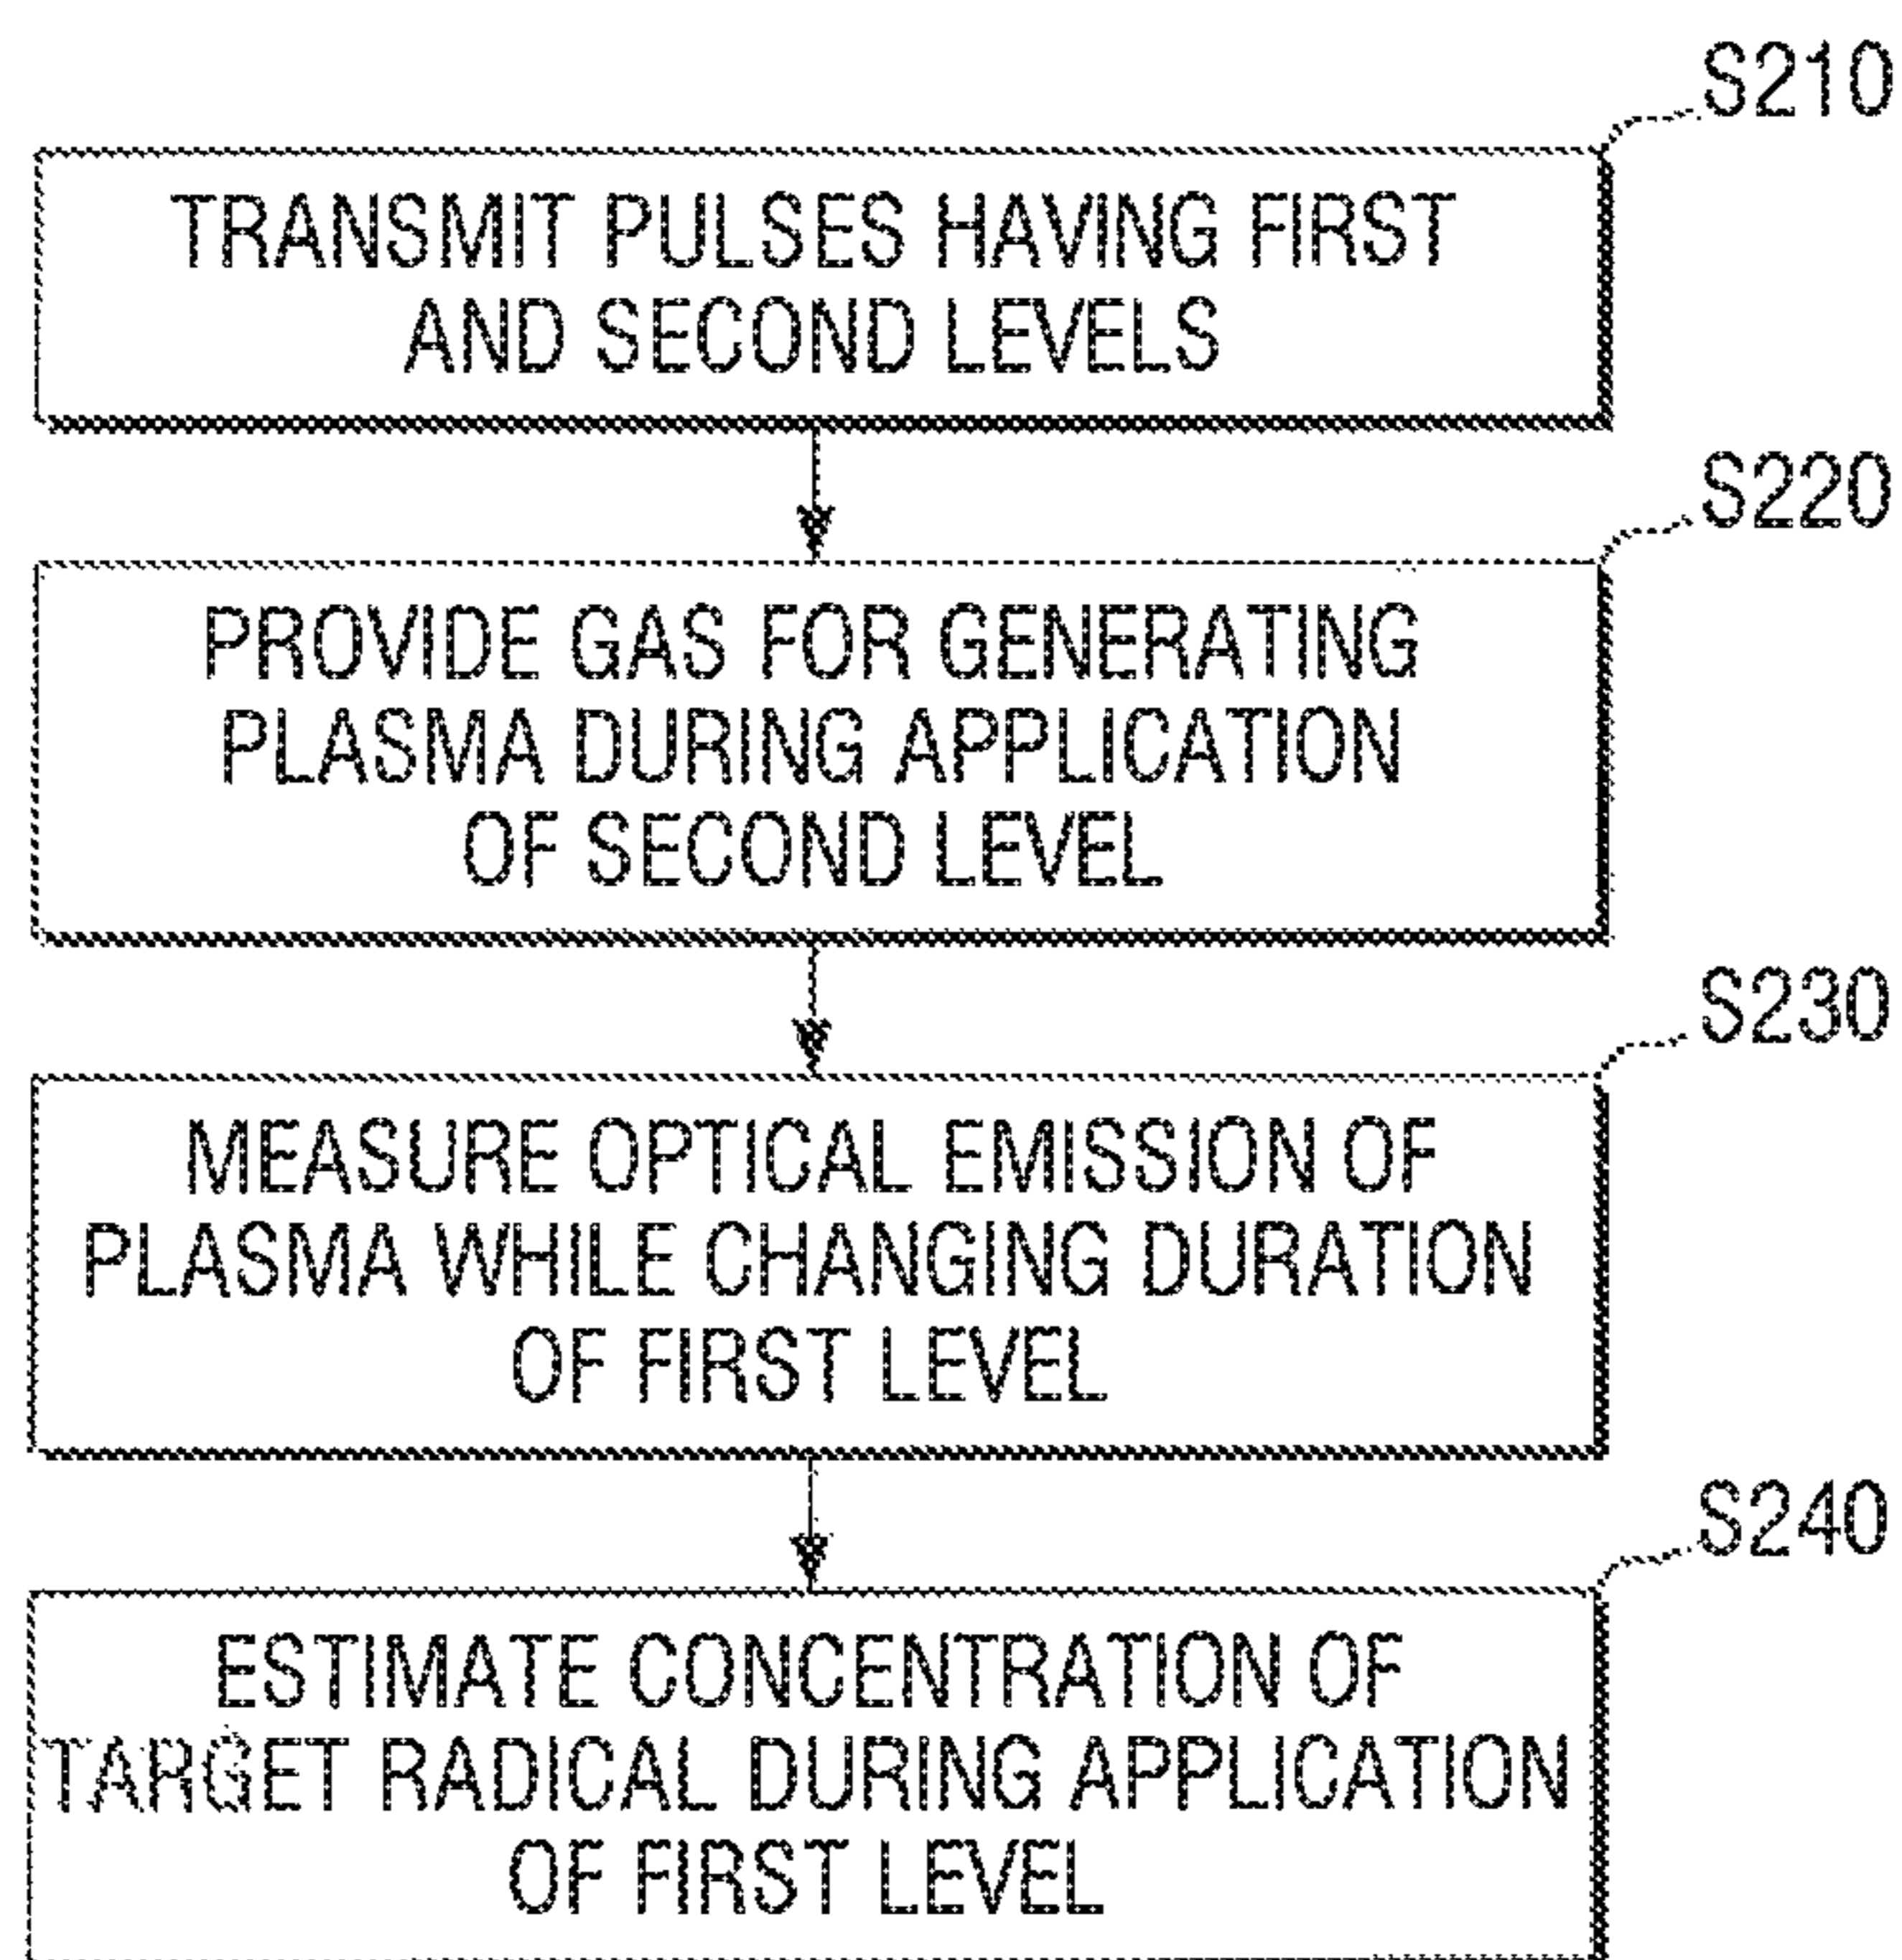 S210
TRANSMIT PULSES HAVING FIRST
AND SECOND LEVELS
S220
PROVIDE GAS FOR GENERATING
PLASMA DURING APPLICATION
OF SECOND LEVEL
S230
MEASURE OPTICAL EMISSION OF
PLASMA WHILE CHANGING DURATION
OF FIRST LEVEL
S240
ESTIMATE CONCENTRATION OF
TARGET RADICAL DURING APPLICATION
OF FIRST LEVEL